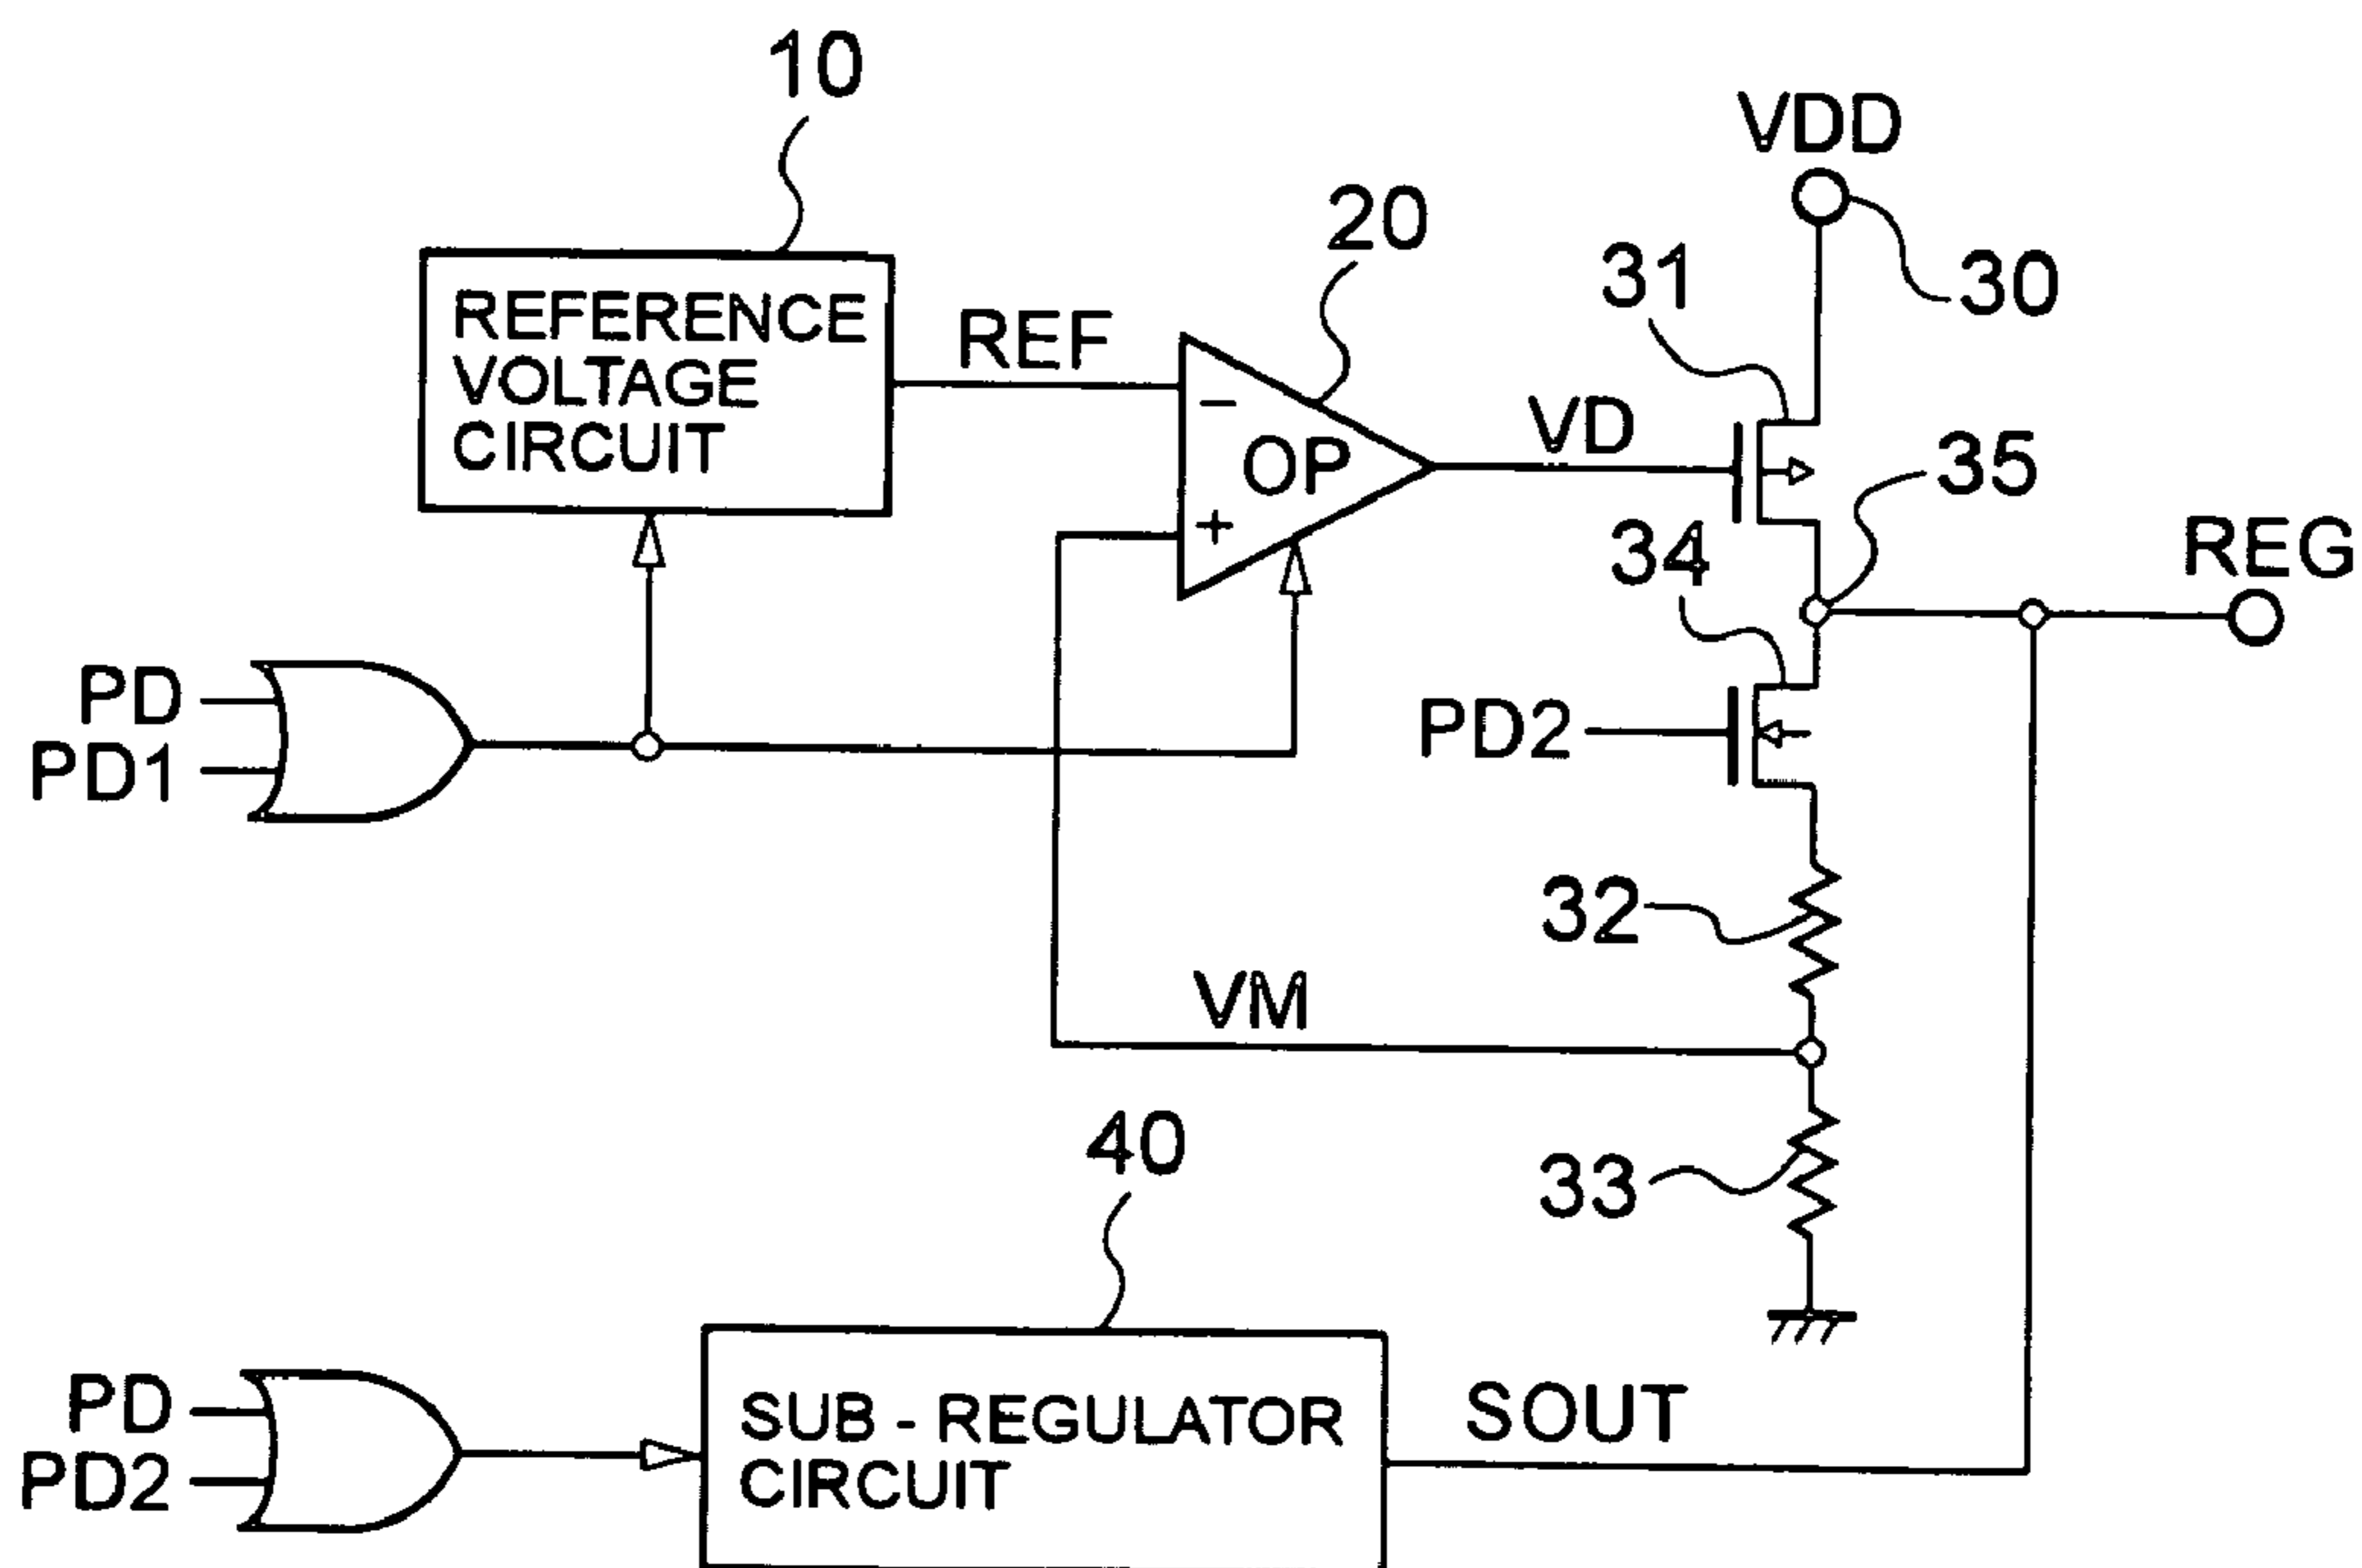 10
VDD
20
31
30
REFERENCE
VOLTAGE
CIRCUIT
REF
−
OP
+
VD
35
34
REG
PD
PD1
PD2
32
VM
40
33
PD
PD2
SUB - REGULATOR
CIRCUIT
SOUT